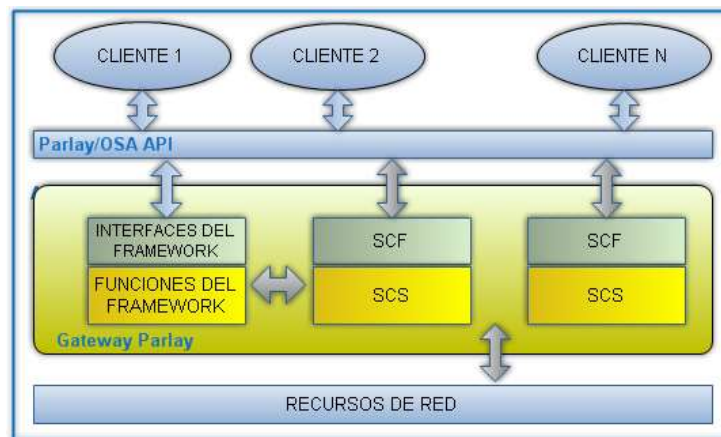 CLIENTE 1
CLIENTE 2
CLIENTE N
Parlay/OSA API
INTERFACES DEL
FRAMEWORK
SCF
SCF
FUNCIONES DEL
FRAMEWORK
SCS
SCS
Gateway Parlay
RECURSOS DE RED